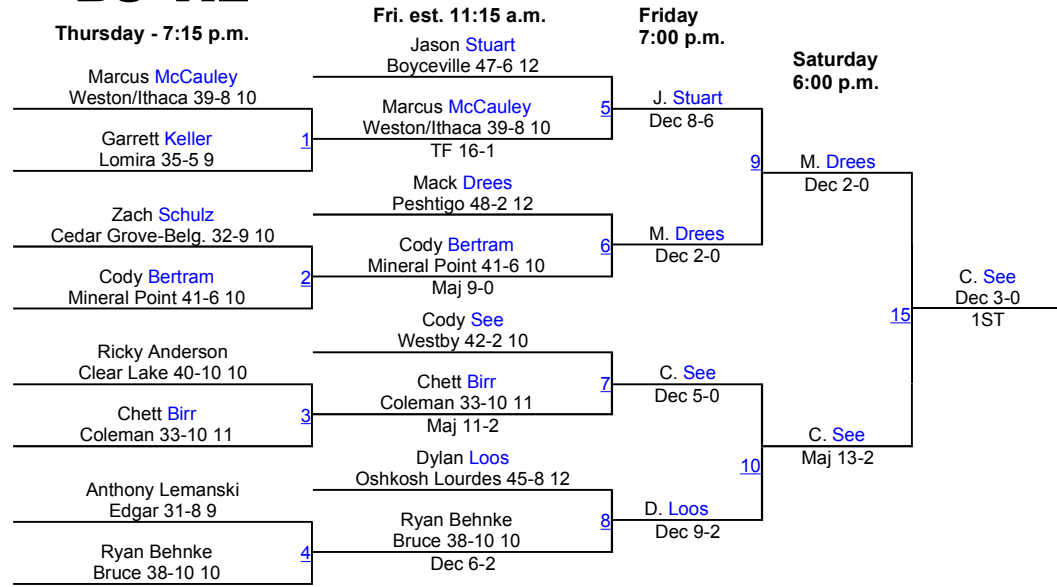 Thursday - 7:15 p.m.
Marcus McCauley
Weston/Ithaca 39-8 10
Garrett Keller
Lomira 35-5 9
1
Zach Schulz
Cedar Grove-Belg. 32-9 10
Cody Bertram
Mineral Point 41-6 10
2
Ricky Anderson
Clear Lake 40-10 10
Chett Birr
Coleman 33-10 11
3
Anthony Lemanski
Edgar 31-8 9
Ryan Behnke
Bruce 38-10 10
4
Fri. est. 11:15 a.m.
Jason Stuart
Boyceville 47-6 12
Marcus McCauley
Weston/Ithaca 39-8 10
TF 16-1
5
Mack Drees
Peshtigo 48-2 12
Cody Bertram
Mineral Point 41-6 10
Maj 9-0
6
Cody See
Westby 42-2 10
Chett Birr
Coleman 33-10 11
Maj 11-2
7
Dylan Loos
Oshkosh Lourdes 45-8 12
Ryan Behnke
Bruce 38-10 10
Dec 6-2
8
Friday
7:00 p.m.
J. Stuart
Dec 8-6
M. Drees
Dec 2-0
9
C. See
Dec 5-0
D. Loos
Dec 9-2
10
Saturday
6:00 p.m.
M. Drees
Dec 2-0
C. See
Maj 13-2
15
C. See
Dec 3-0
1ST